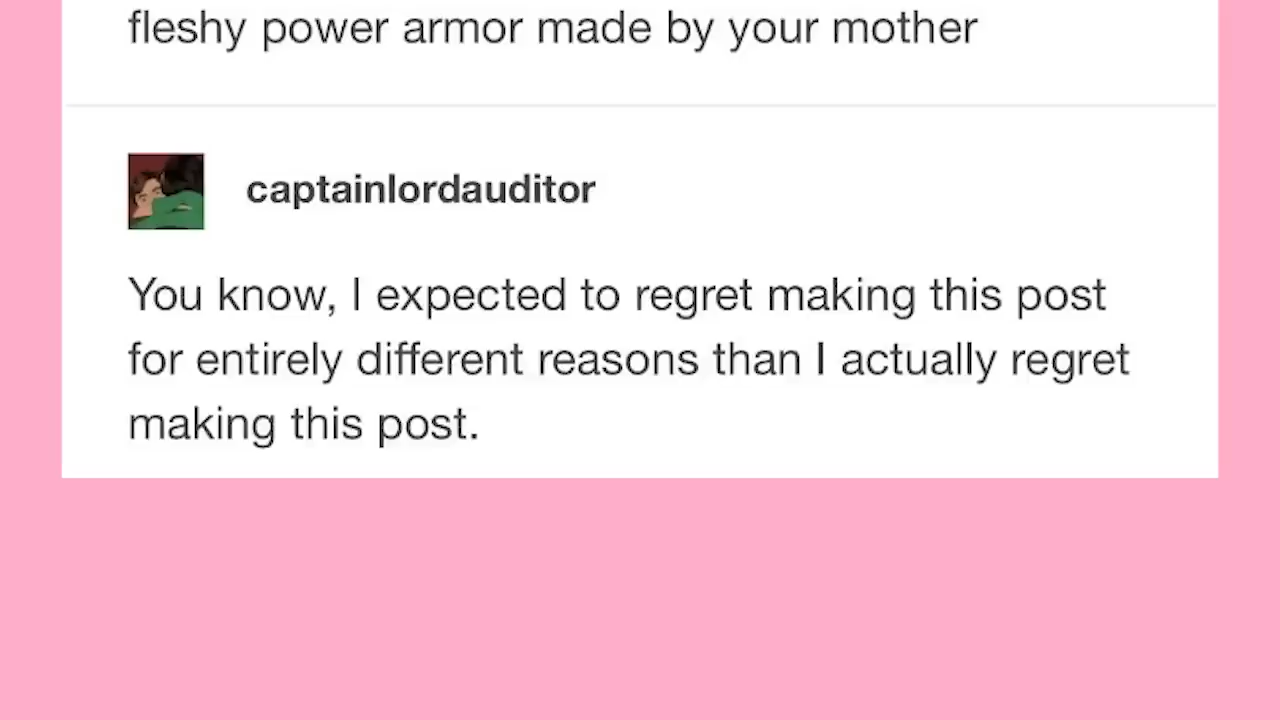 fleshy power armor made by your mother
captainlordauditor
You know, I expected to regret making this post
for entirely different reasons than I actually regret
making this post.